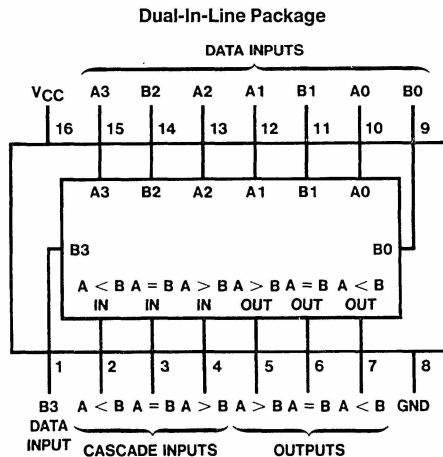 Dual-In-Line Package
DATA INPUTS
VCC A3 B2 A2 A1 B1 A0 B0
16 15 14 13 12 11 10 9
A3 B2 A2 A1 B1 A0
B3 B0
A < B A = B A > B A > B A = B A < B
IN IN IN OUT OUT OUT
1 2 3 4 5 6 7 8
B3 A < B A = B A > B A > B A = B A < B GND
DATA
INPUT CASCADE INPUTS OUTPUTS